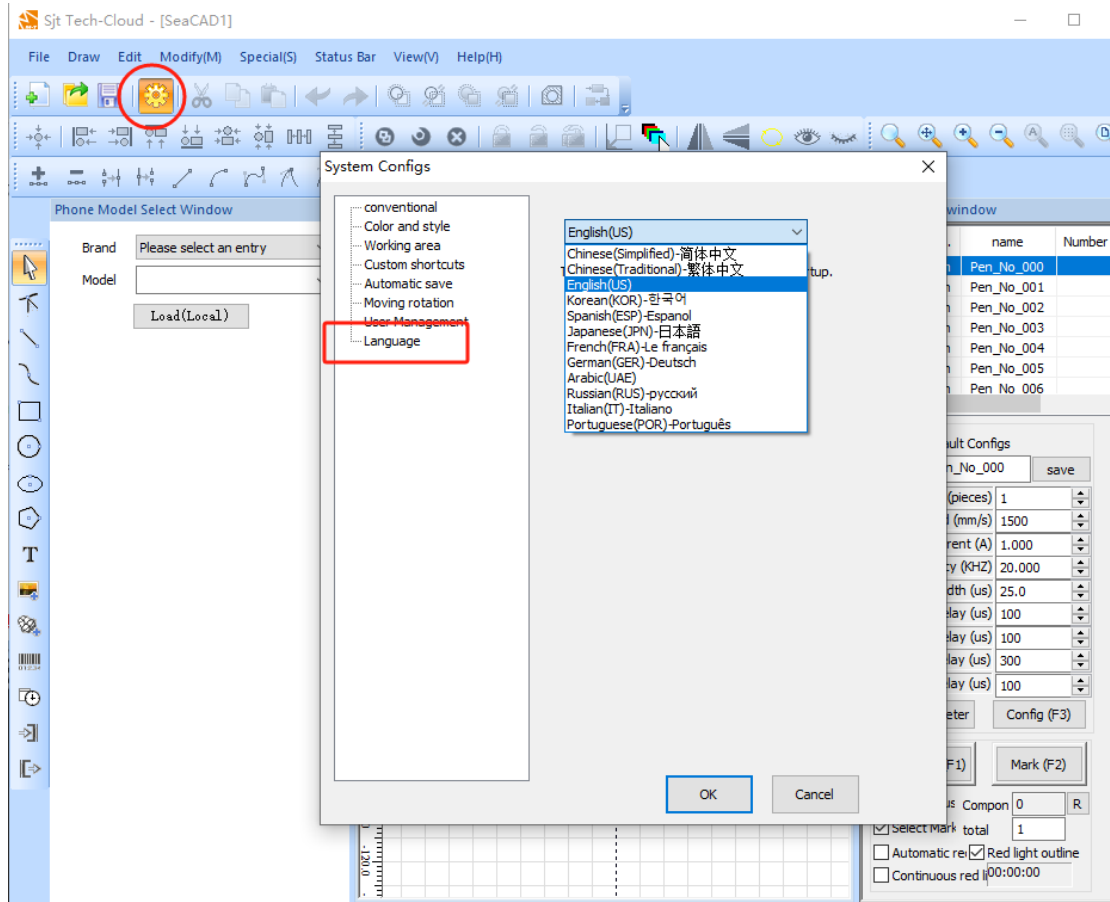 Sjt Tech-Cloud - [SeaCAD1]
File Draw Edit Modify(M) Special(S) Status Bar View(V) Help(H)
System Configs
Phone Model Select Window
Brand Please select an entry
Model
Load(Local)
conventional
Color and style
Working area
Custom shortcuts
Automatic save
Moving rotation
User Management
Language
English(US)
Chinese(Simplified)-简体中文
Chinese(Traditional)-繁体中文
English(US)
Korean(KOR)-한국어
Spanish(ESP)-Espanol
Japanese(JPN)-日本語
French(FRA)-Le français
German(GER)-Deutsch
Arabic(UAE)
Russian(RUS)-русский
Italian(IT)-Italiano
Portuguese(POR)-Português
tup.
OK Cancel
window
name Number
Pen_No_000
Pen_No_001
Pen_No_002
Pen_No_003
Pen_No_004
Pen_No_005
Pen_No_006
ult Configs
n_No_000 save
(pieces) 1
(mm/s) 1500
rent (A) 1.000
cy (KHZ) 20.000
dth (us) 25.0
elay (us) 100
elay (us) 100
lay (us) 300
lay (us) 100
eter Config (F3)
F1) Mark (F2)
us Compon 0 R
Select Mark total 1
Automatic re Red light outline
Continuous red li 00:00:00
-120.0